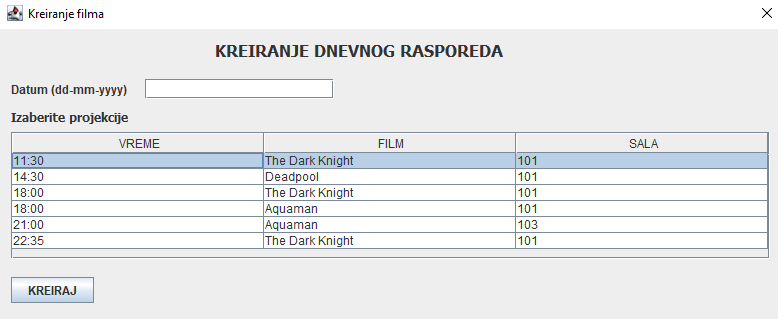 Kreiranje filma
KREIRANJE DNEVNOG RASPOREDA
Datum (dd-mm-yyyy)
Izaberite projekcije
VREME FILM SALA
11:30 The Dark Knight 101
14:30 Deadpool 101
18:00 The Dark Knight 101
18:00 Aquaman 101
21:00 Aquaman 103
22:35 The Dark Knight 101
KREIRAJ